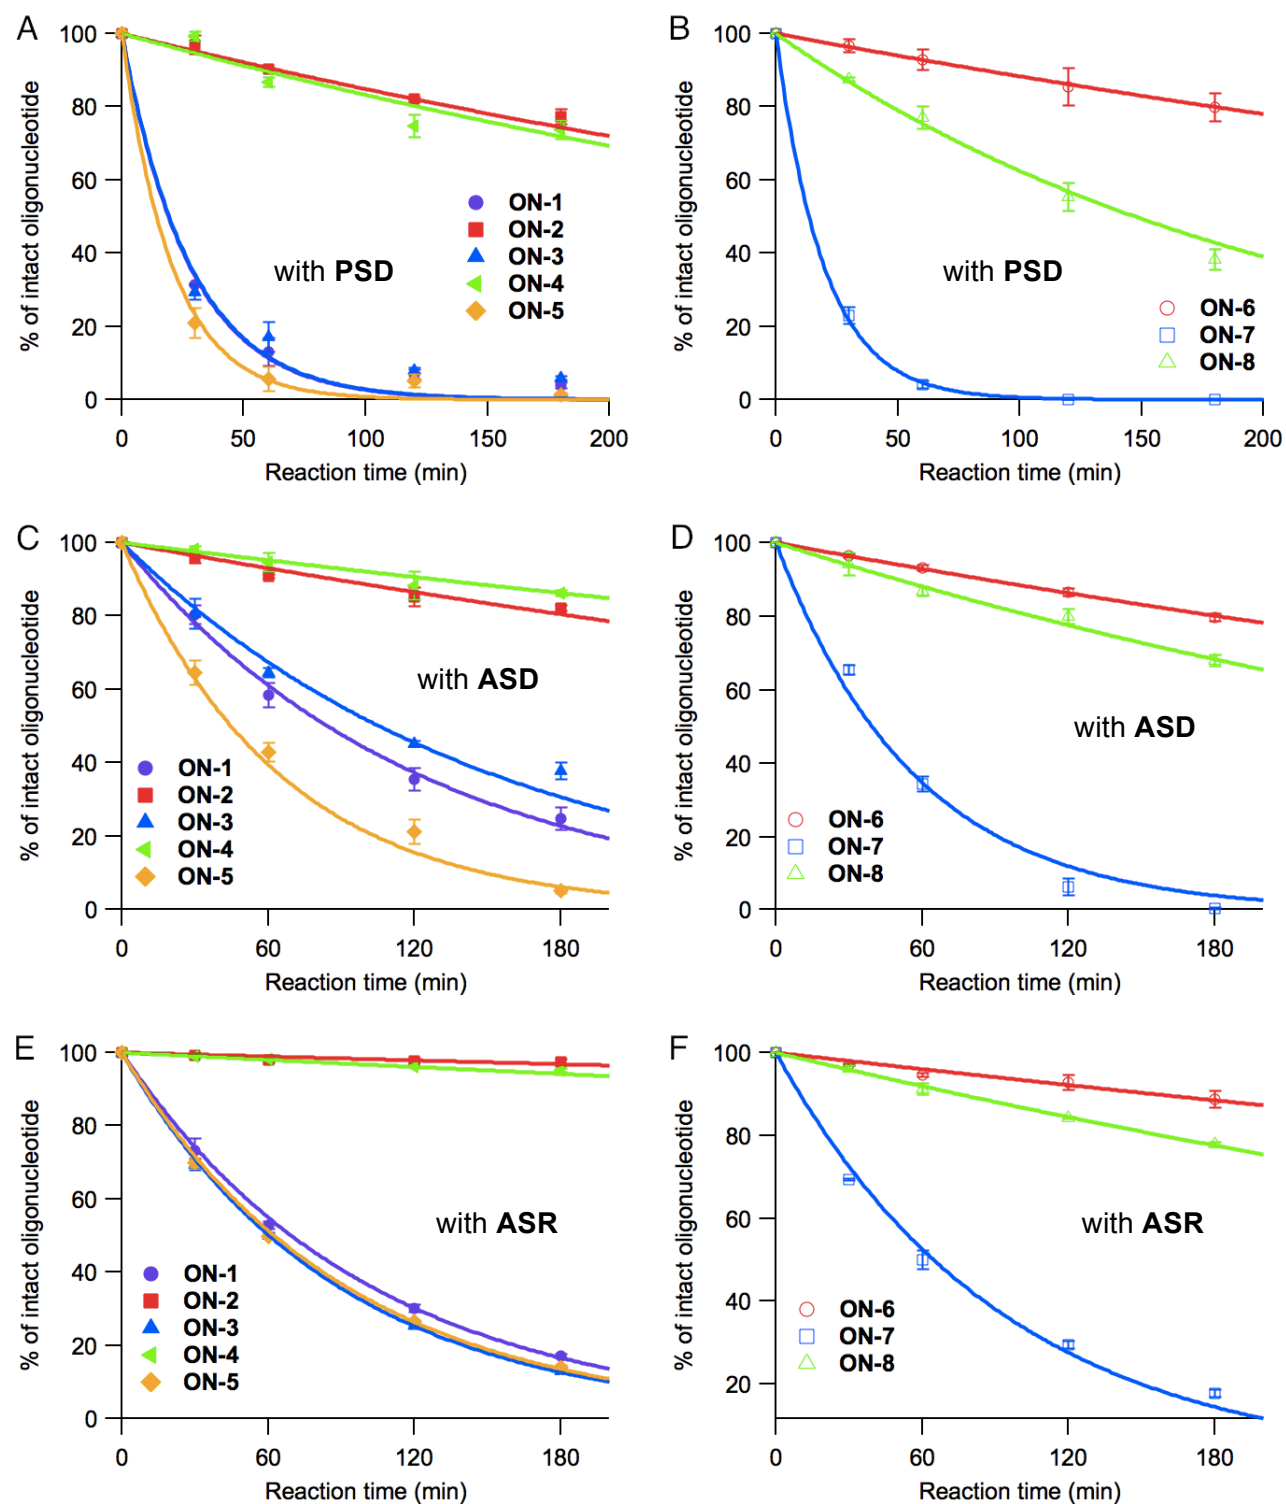 A
% of intact oligonucleotide
100
80
60
40
20
0
with PSD
ON-1
ON-2
ON-3
ON-4
ON-5
0 50 100 150 200
Reaction time (min)
B
% of intact oligonucleotide
100
80
60
40
20
0
with PSD
ON-6
ON-7
ON-8
0 50 100 150 200
Reaction time (min)
C
% of intact oligonucleotide
100
80
60
40
20
0
with ASD
ON-1
ON-2
ON-3
ON-4
ON-5
0 60 120 180
Reaction time (min)
D
% of intact oligonucleotide
100
80
60
40
20
0
with ASD
ON-6
ON-7
ON-8
0 60 120 180
Reaction time (min)
E
% of intact oligonucleotide
100
80
60
40
20
0
with ASR
ON-1
ON-2
ON-3
ON-4
ON-5
0 60 120 180
Reaction time (min)
F
% of intact oligonucleotide
100
80
60
40
20
with ASR
ON-6
ON-7
ON-8
0 60 120 180
Reaction time (min)